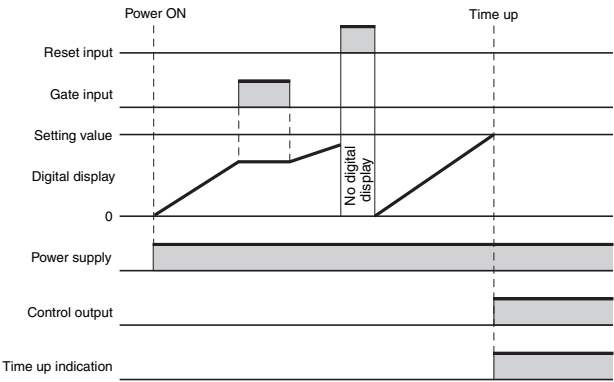 Power ON
Time up
Reset input
Gate input
Setting value
Digital display
No digital
display
0
Power supply
Control output
Time up indication